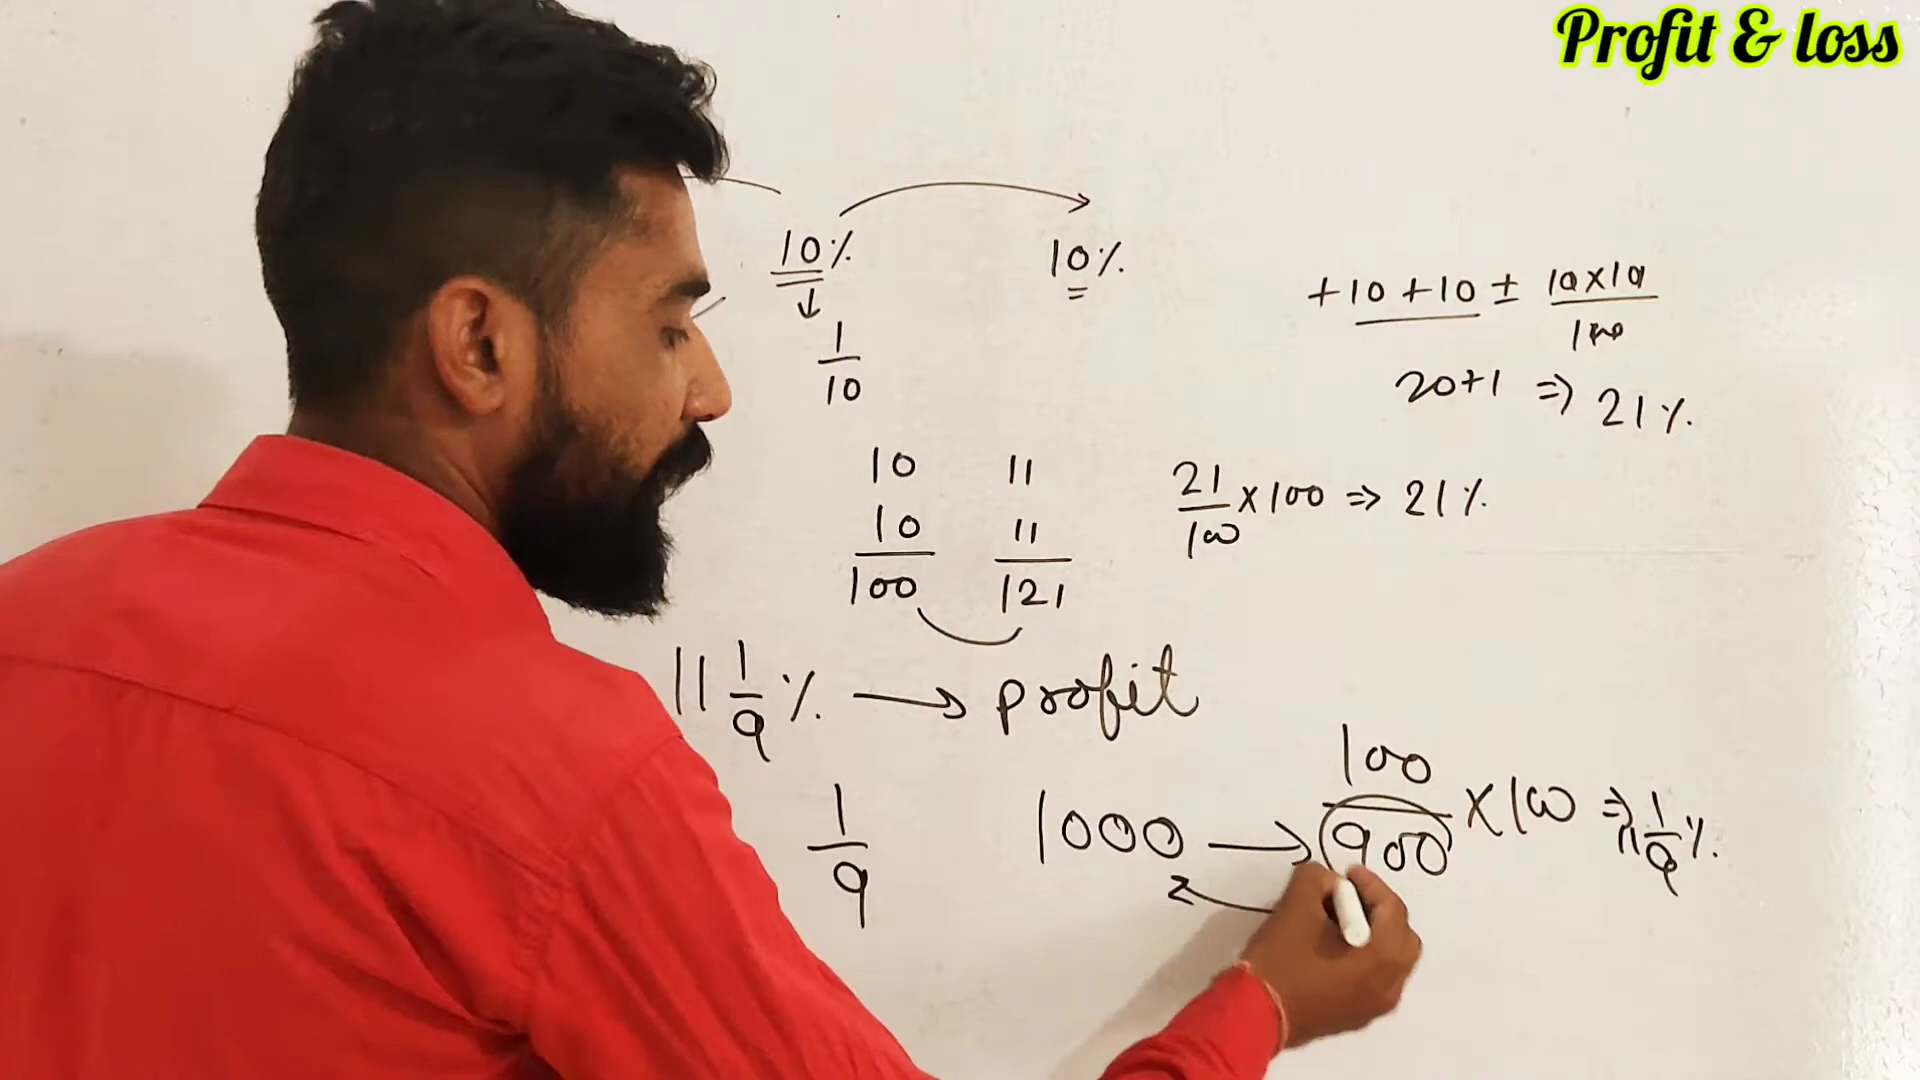 Profit & loss
10% 10%
1/10
+10 +10 ± 10×10/100
20+1 ⇒ 21%
10 11
10 11
100 121
21/100 × 100 ⇒ 21%
11 1/9 % → profit
1/9
1000 → 100/900 × 100 ⇒ 11 1/9 %